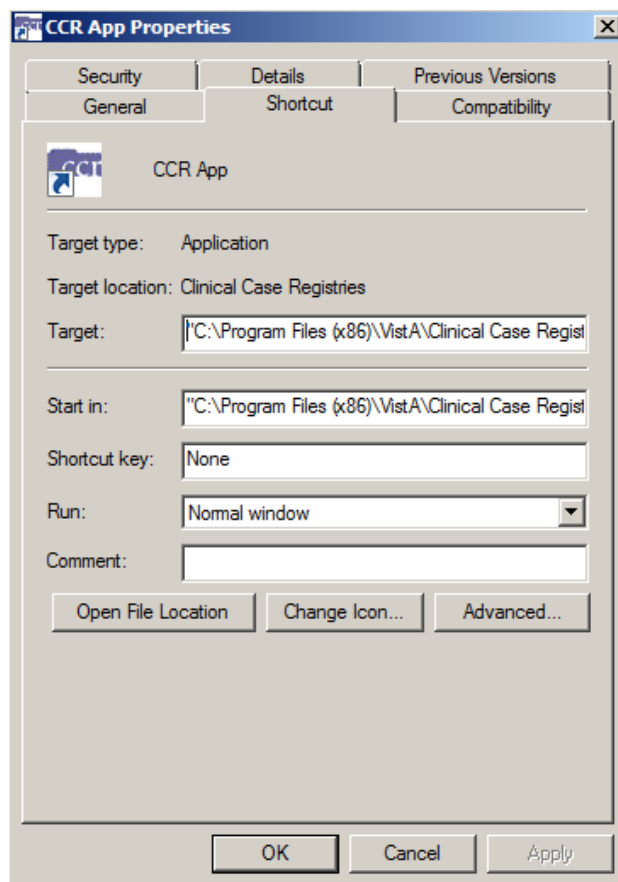 CCR App Properties
Security Details Previous Versions
General Shortcut Compatibility
ccr CCR App
Target type: Application
Target location: Clinical Case Registries
Target: "C:\Program Files (x86)\VistA\Clinical Case Regist
Start in: "C:\Program Files (x86)\VistA\Clinical Case Regist
Shortcut key: None
Run: Normal window
Comment:
Open File Location Change Icon... Advanced...
OK Cancel Apply